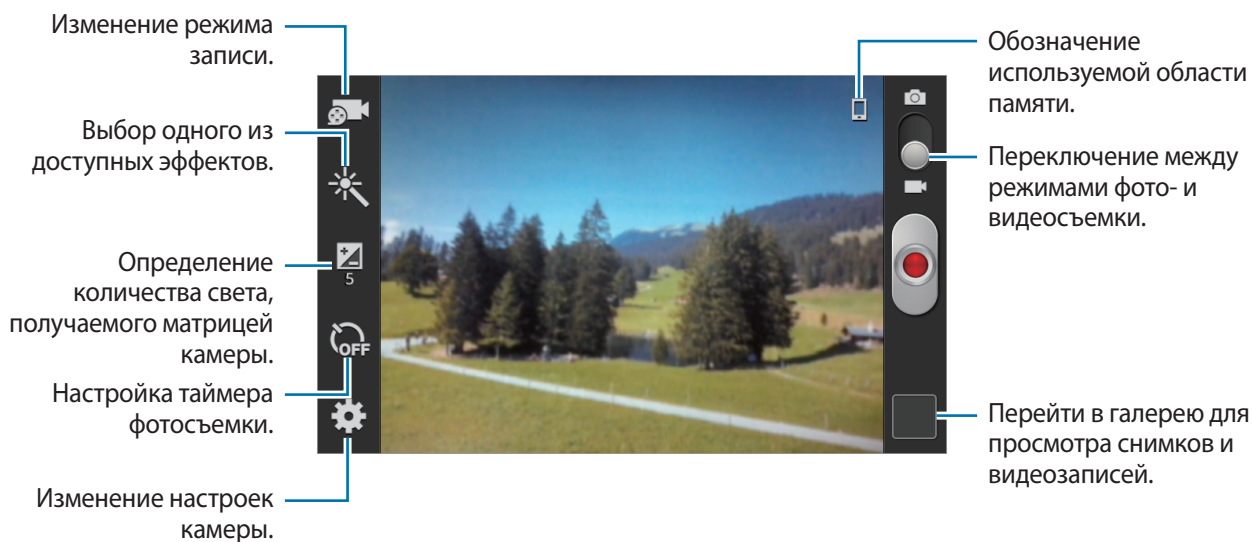 Изменение режима
записи.
Выбор одного из
доступных эффектов.
Определение
количества света,
получаемого матрицей
камеры.
Настройка таймера
фотосъемки.
Изменение настроек
камеры.
5
OFF
Обозначение
используемой области
памяти.
Переключение между
режимами фото- и
видеосъемки.
Перейти в галерею для
просмотра снимков и
видеозаписей.